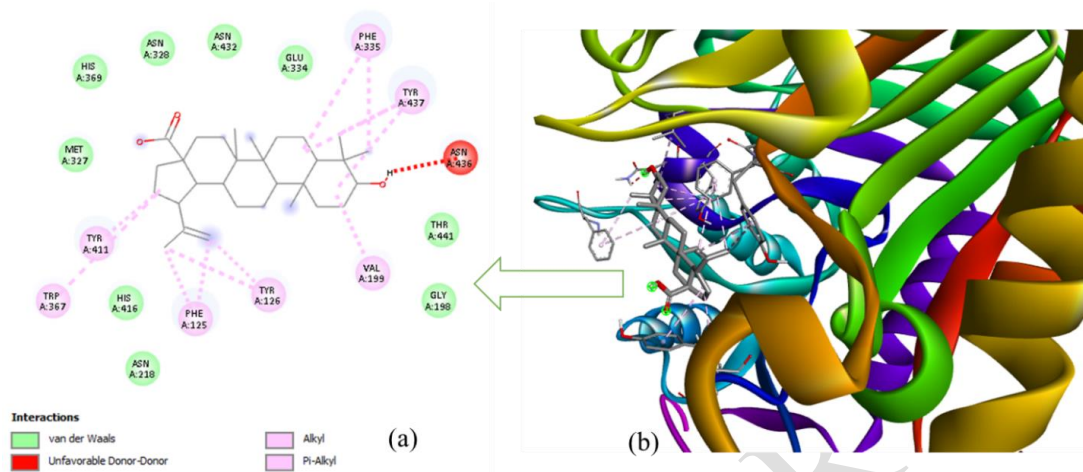 PHE
A:335
ASN
A:432
ASN
A:328
GLU
A:334
HIS
A:369
TYR
A:437
MET
A:327
ASN
A:436
H
THR
A:441
TYR
A:411
VAL
A:199
TRP
A:367
HIS
A:416
TYR
A:126
GLY
A:198
PHE
A:125
ASN
A:218
Interactions
van der Waals
Unfavorable Donor-Donor
Alkyl
Pi-Alkyl
(a)
(b)